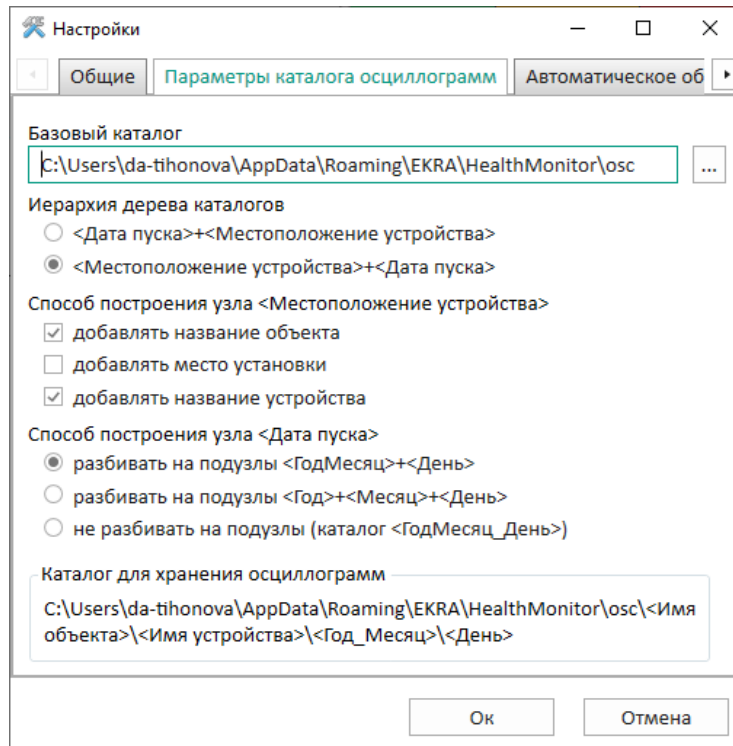 Настройки
Общие
Параметры каталога осциллограмм
Автоматическое об
Базовый каталог
C:\Users\da-tihonova\AppData\Roaming\EKRA\HealthMonitor\osc
...
Иерархия дерева каталогов
<Дата пуска>+<Местоположение устройства>
<Местоположение устройства>+<Дата пуска>
Способ построения узла <Местоположение устройства>
добавлять название объекта
добавлять место установки
добавлять название устройства
Способ построения узла <Дата пуска>
разбивать на подузлы <ГодМесяц>+<День>
разбивать на подузлы <Год>+<Месяц>+<День>
не разбивать на подузлы (каталог <ГодМесяц_День>)
Каталог для хранения осциллограмм
C:\Users\da-tihonova\AppData\Roaming\EKRA\HealthMonitor\osc\<Имя
объекта>\<Имя устройства>\<Год_Месяц>\<День>
Ок
Отмена